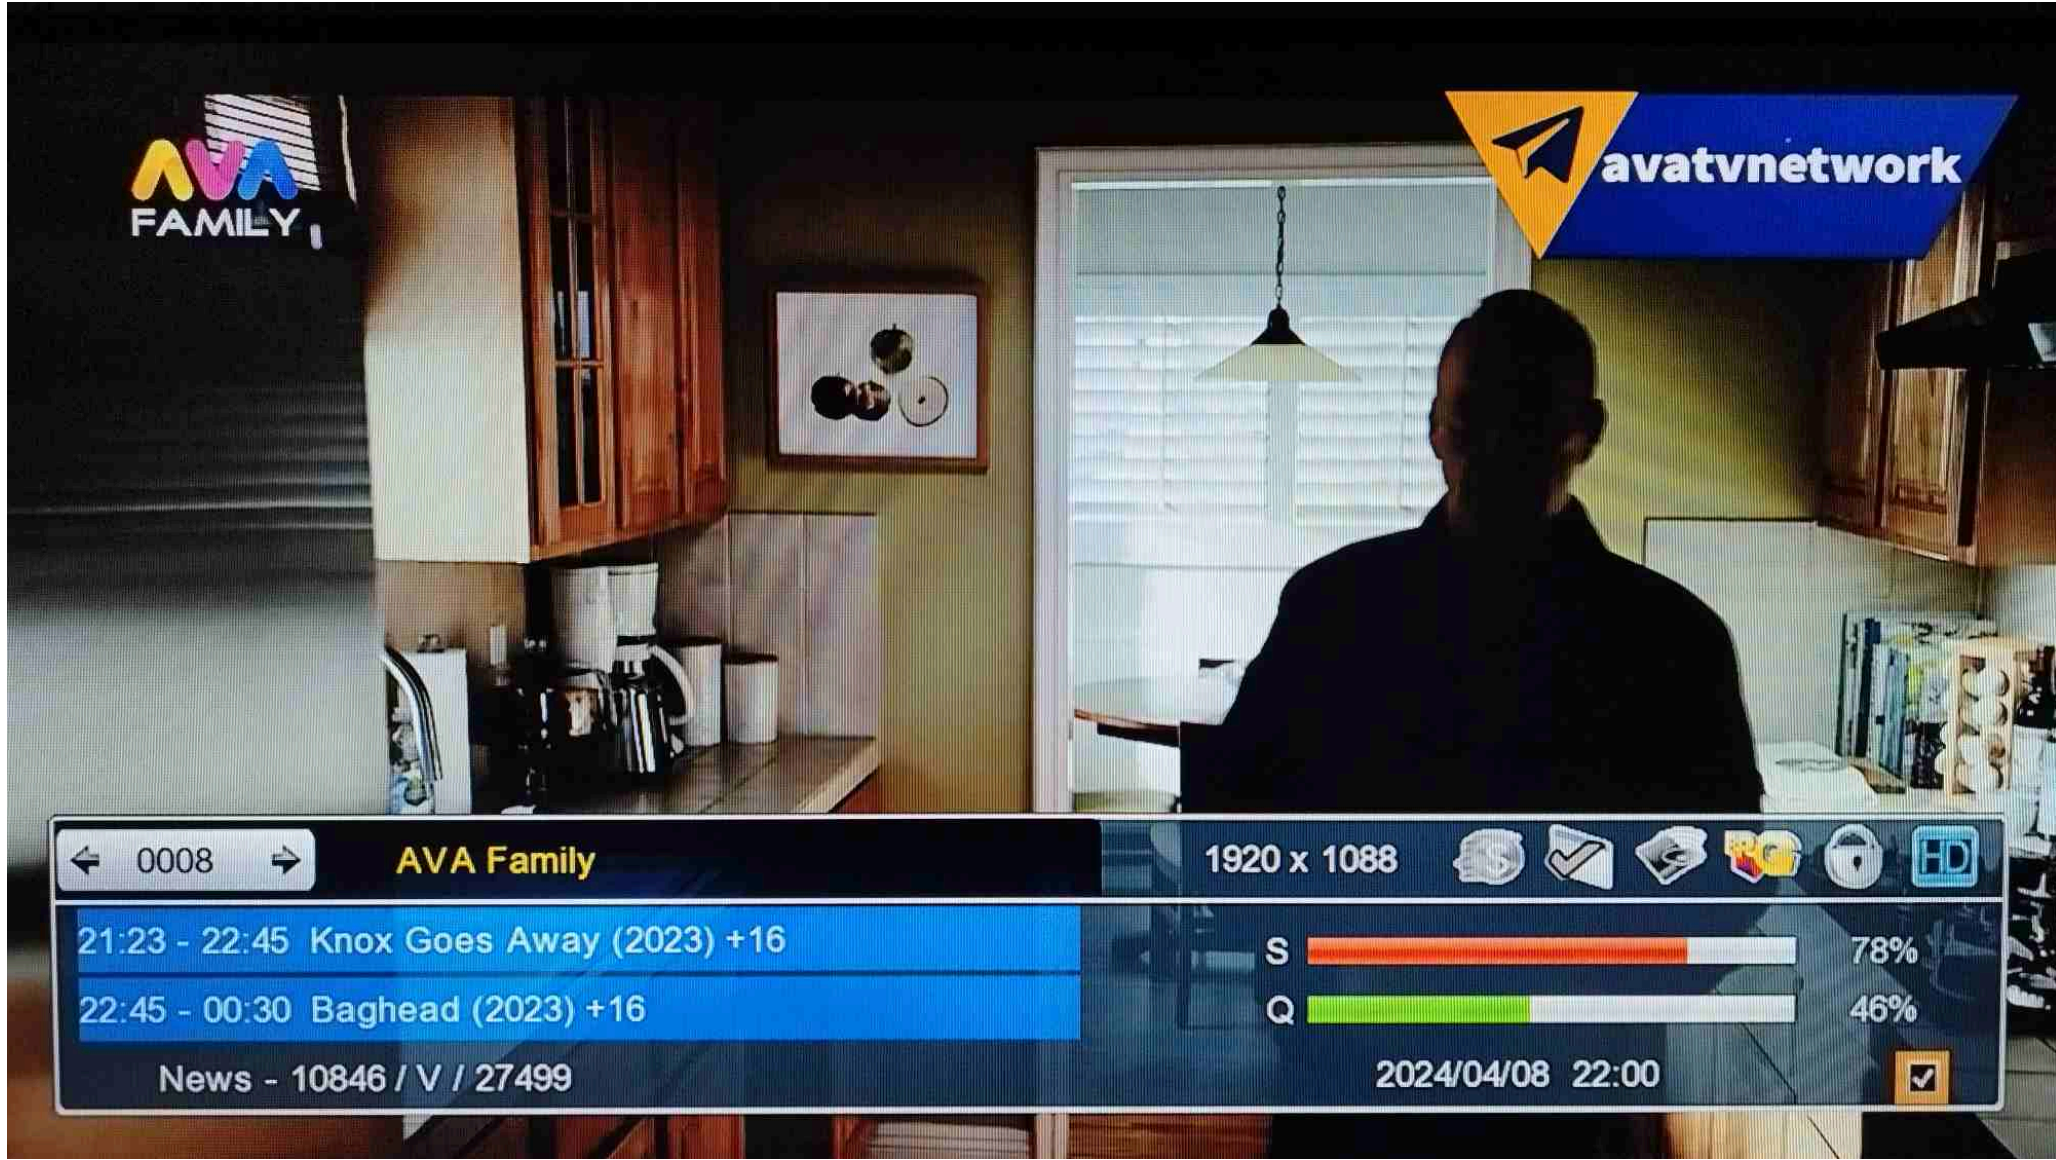 AVA
FAMILY
avatvnetwork
0008
AVA Family
1920 x 1088
HD
21:23 - 22:45 Knox Goes Away (2023) +16
S
78%
22:45 - 00:30 Baghead (2023) +16
Q
46%
News - 10846 / V / 27499
2024/04/08 22:00